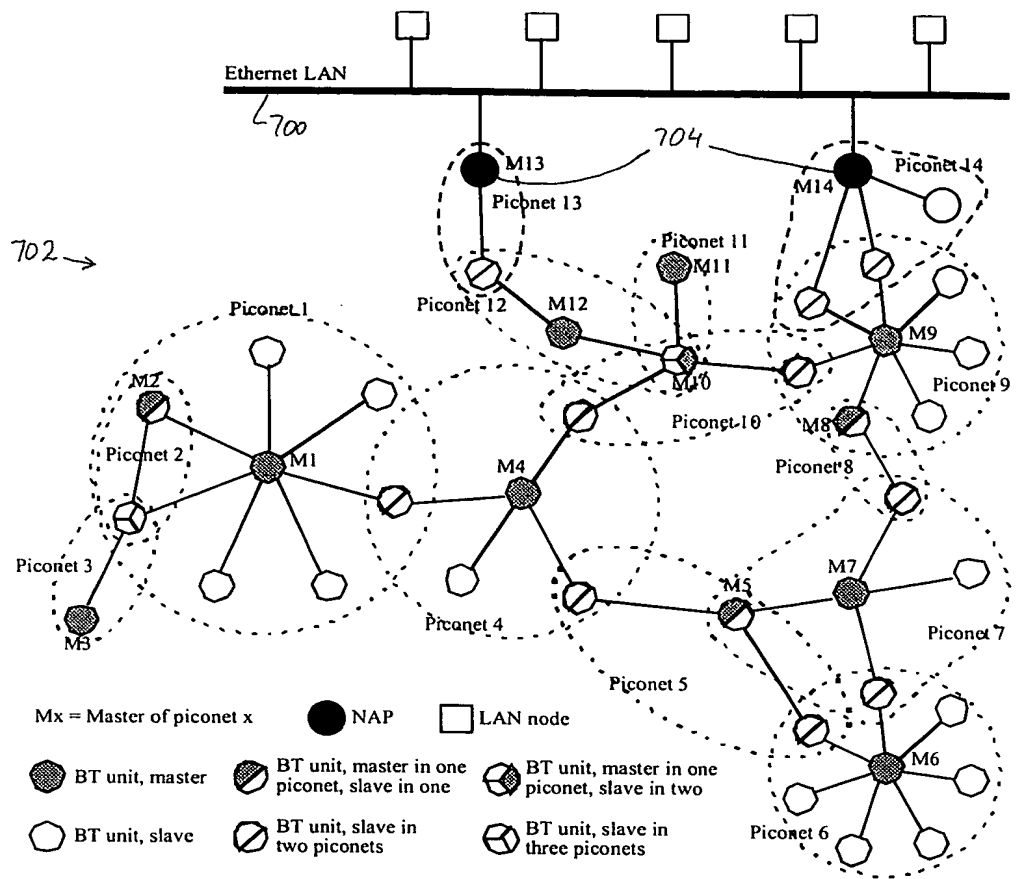 Ethernet LAN
700
704
M13
Piconet 14
M14
Piconet 13
702
Piconet 11
M11
Piconet 12
M12
Piconet 1
M9
M10
M2
Piconet 9
Piconet 10
M8
Piconet 2
M1
M4
Piconet 8
Piconet 3
M7
M5
M3
Piconet 4
Piconet 7
Piconet 5
Mx = Master of piconet x
NAP
LAN node
M6
BT unit, master
BT unit, master in one
piconet, slave in one
BT unit, master in one
piconet, slave in two
Piconet 6
BT unit, slave
BT unit, slave in
two piconets
BT unit, slave in
three piconets